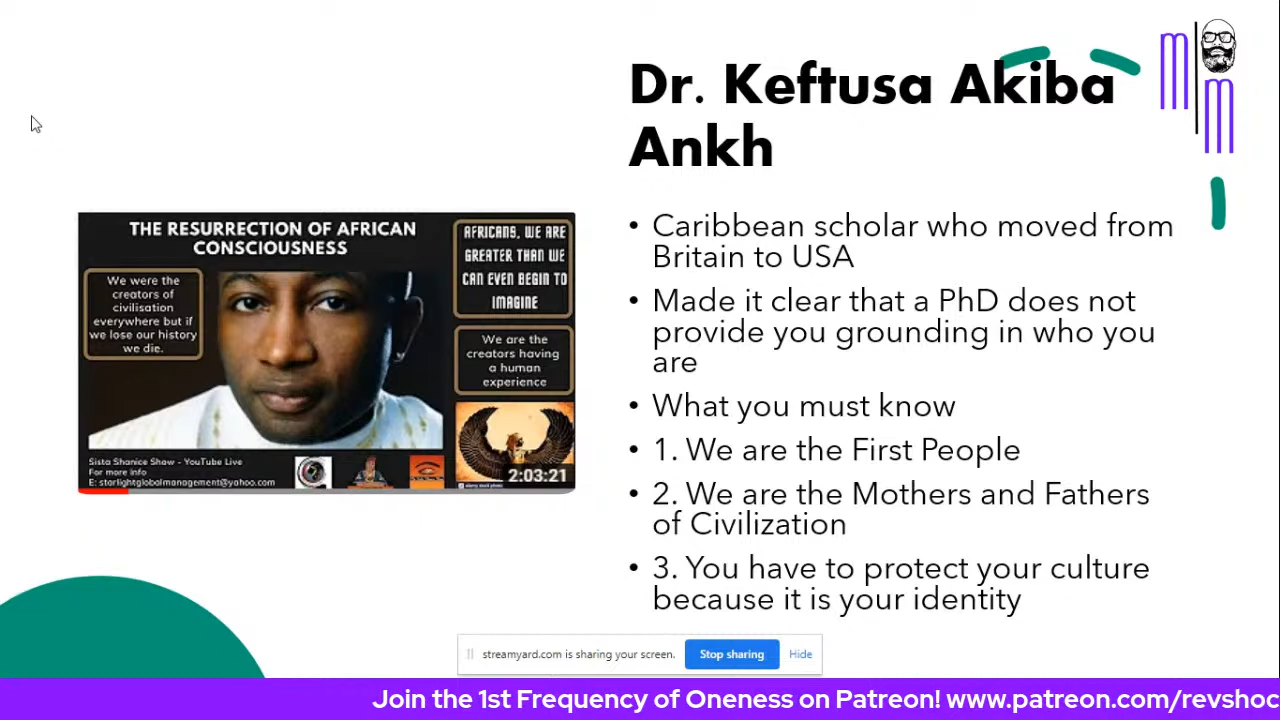 Dr. Keftusa Akiba
Ankh
• Caribbean scholar who moved from
Britain to USA
• Made it clear that a PhD does not
provide you grounding in who you
are
• What you must know
• 1. We are the First People
• 2. We are the Mothers and Fathers
of Civilization
• 3. You have to protect your culture
because it is your identity
THE RESURRECTION OF AFRICAN
CONSCIOUSNESS
We were the
creators of
civilisation
everywhere but if
we lose our history
we die.
AFRICANS, WE ARE
GREATER THAN WE
CAN EVEN BEGIN TO
IMAGINE
We are the
creators having
a human
experience
Sista Shanice Show - YouTube Live
For more info
E: starlightglobalmanagement@yahoo.com
2:03:21
streamyard.com is sharing your screen.
Stop sharing
Hide
Join the 1st Frequency of Oneness on Patreon! www.patreon.com/revshoc